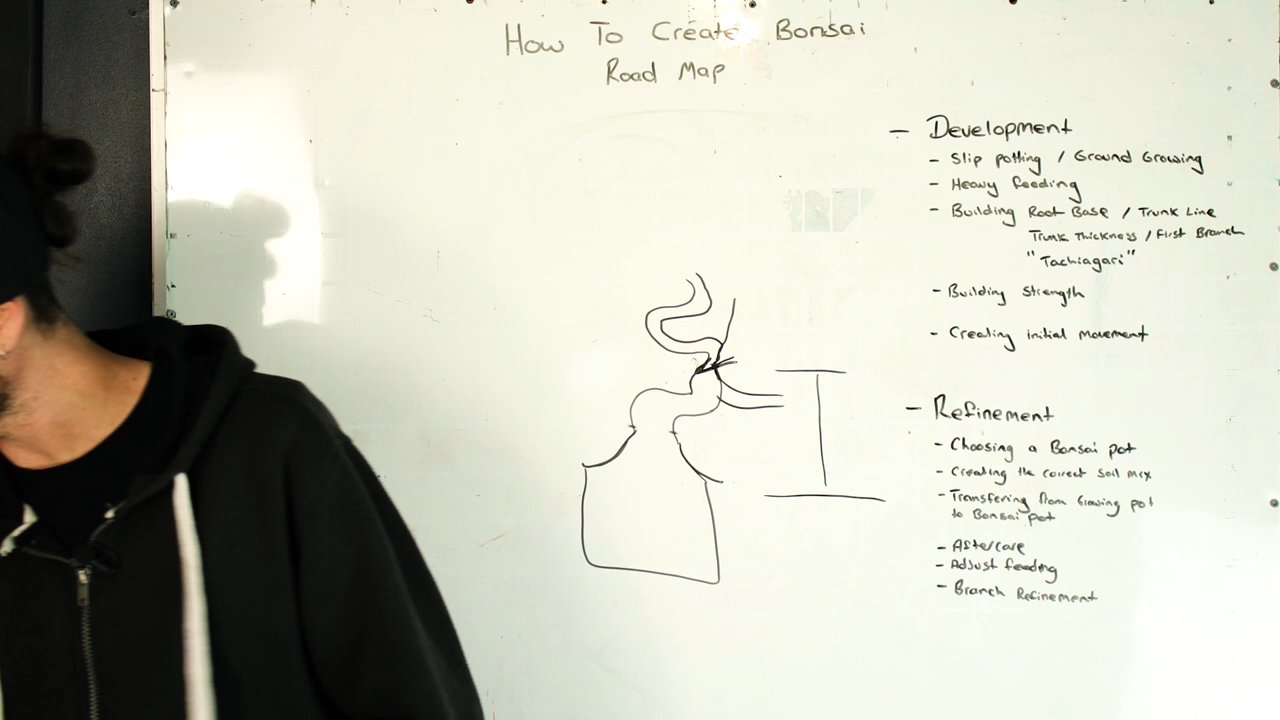 How To Create Bonsai
Road Map
- Development
- Slip potting / Ground Growing
- Heavy feeding
- Building Root Base / Trunk Line
Trunk Thickness / First Branch
"Tachiagari"
- Building Strength
- Creating initial movement
- Refinement
- Choosing a Bonsai pot
- Creating the correct soil mix
- Transfering from Growing pot
to Bonsai pot
- Aftercare
- Adjust feeding
- Branch Refinement